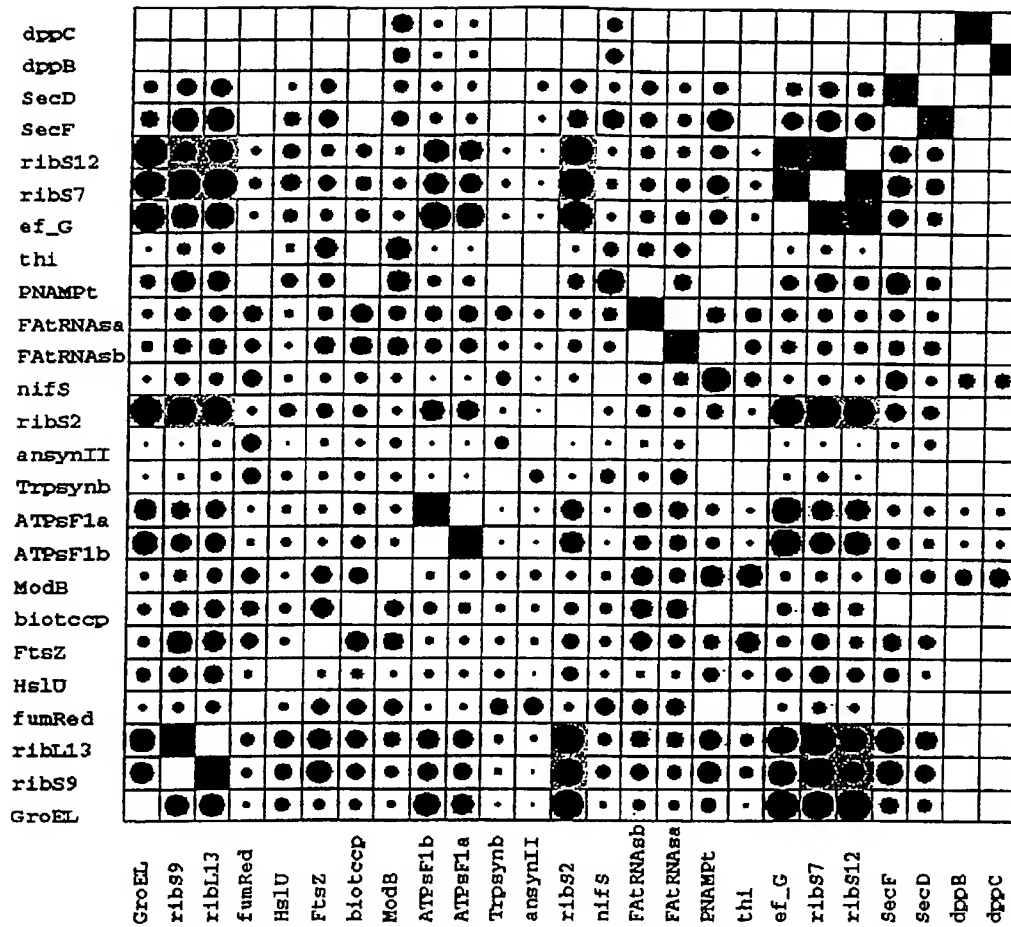 dppC
dppB
SecD
SecF
ribS12
ribS7
ef_G
thi
PNAMPt
FAtRNAsa
FAtRNAsb
nifS
ribS2
ansynII
Trpsynb
ATPsF1a
ATPsF1b
ModB
biotccp
FtsZ
HslU
fumRed
ribL13
ribS9
GroEL
GroEL
ribS9
ribL13
fumRed
HslU
FtsZ
biotccp
ModB
ATPsF1b
ATPsF1a
Trpsynb
ansynII
ribS2
nifS
FAtRNAsb
FAtRNAsa
PNAMPt
thi
ef_G
ribS7
ribS12
SecF
SecD
dppB
dppC